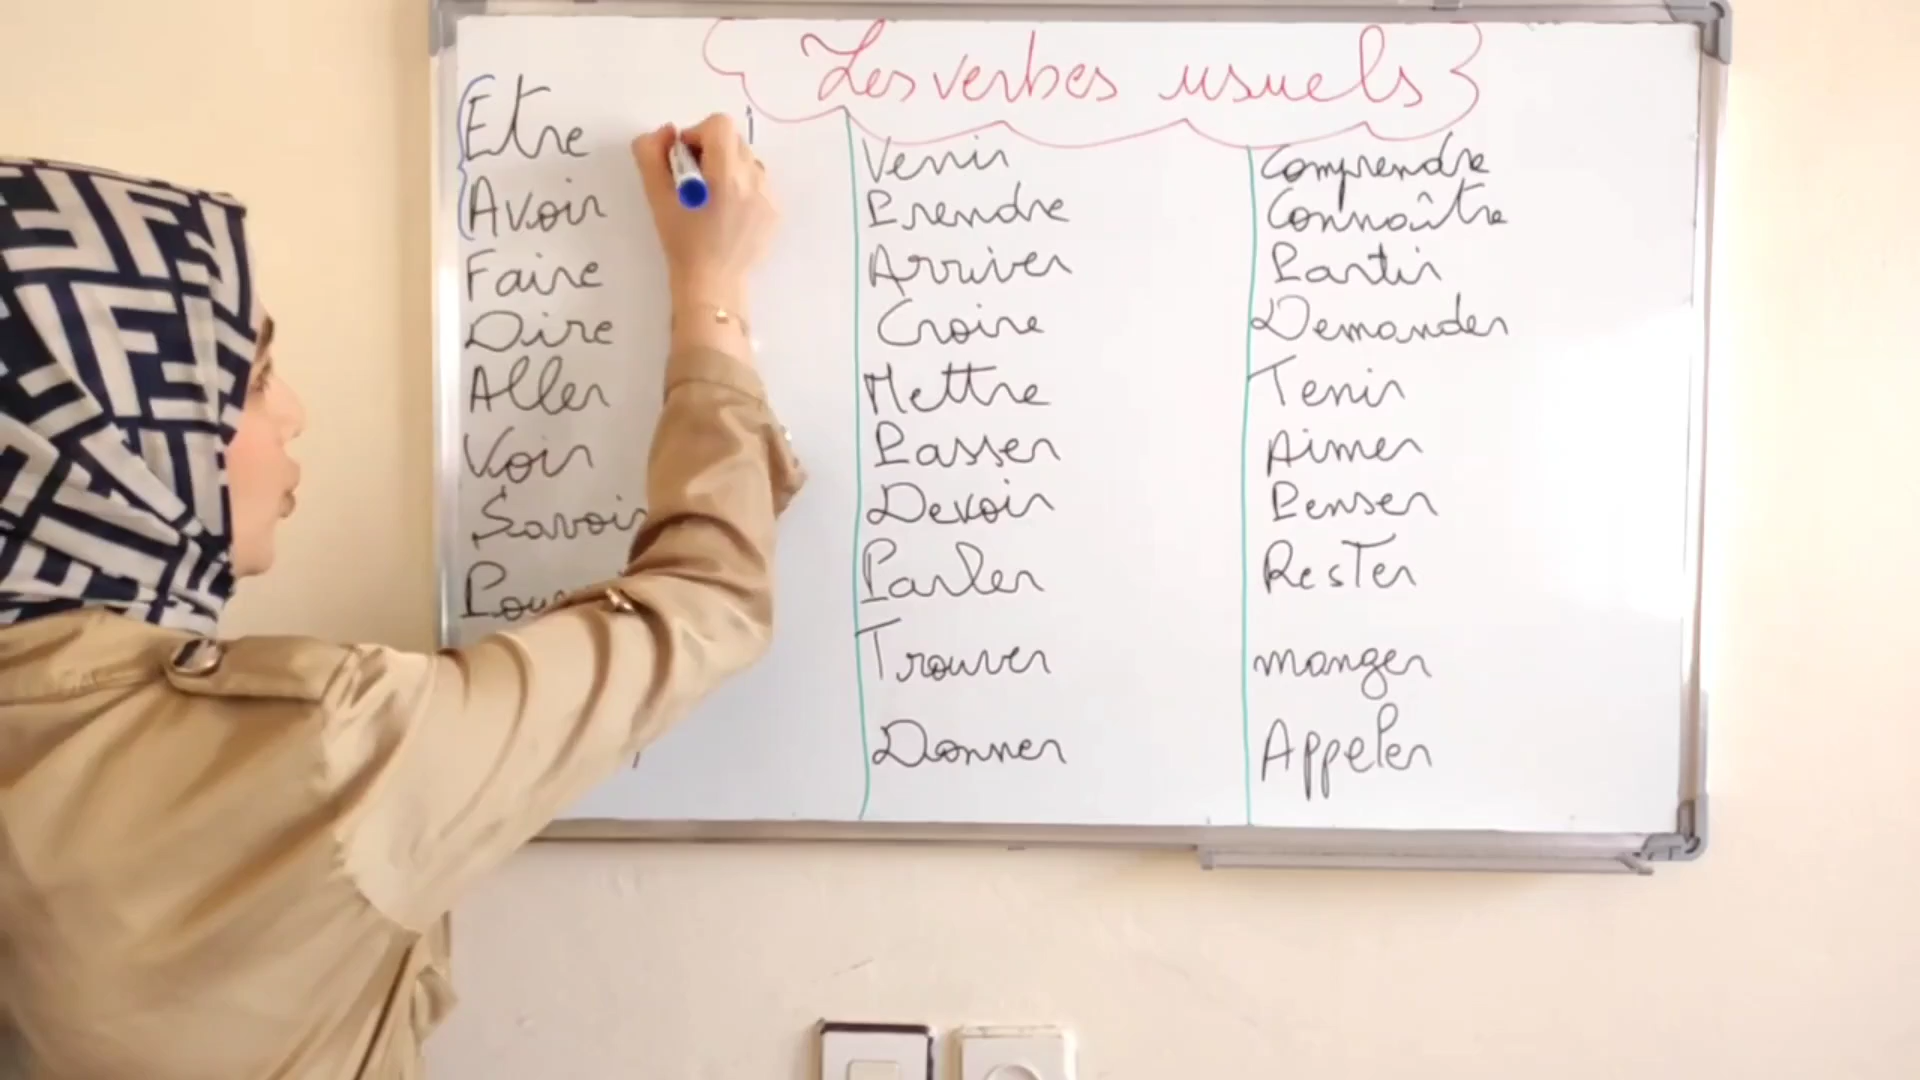 Les verbes usuels
Etre
Avoir
Faire
Dire
Aller
Voir
Savoir
Venir
Prendre
Arriver
Croire
Mettre
Passer
Devoir
Parler
Trouver
Donner
Comprendre
Connaître
Partir
Demander
Tenir
Aimer
Penser
Rester
manger
Appeler